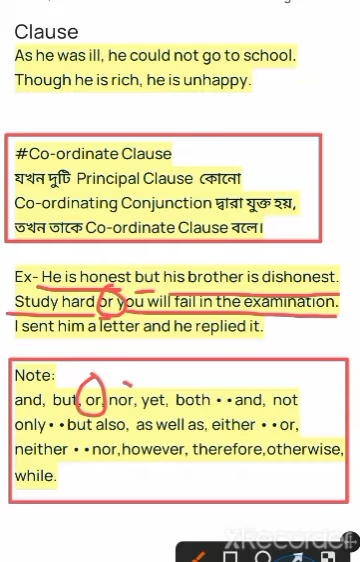 Clause
As he was ill, he could not go to school.
Though he is rich, he is unhappy.
#Co-ordinate Clause
যখন দুটি Principal Clause কোনো
Co-ordinating Conjunction দ্বারা যুক্ত হয়,
তখন তাকে Co-ordinate Clause বলে।
Ex- He is honest but his brother is dishonest.
Study hard or you will fail in the examination.
I sent him a letter and he replied it.
Note:
and, but, or, nor, yet, both ••and, not
only••but also, as well as, either ••or,
neither ••nor,however, therefore,otherwise,
while.
XRecorder